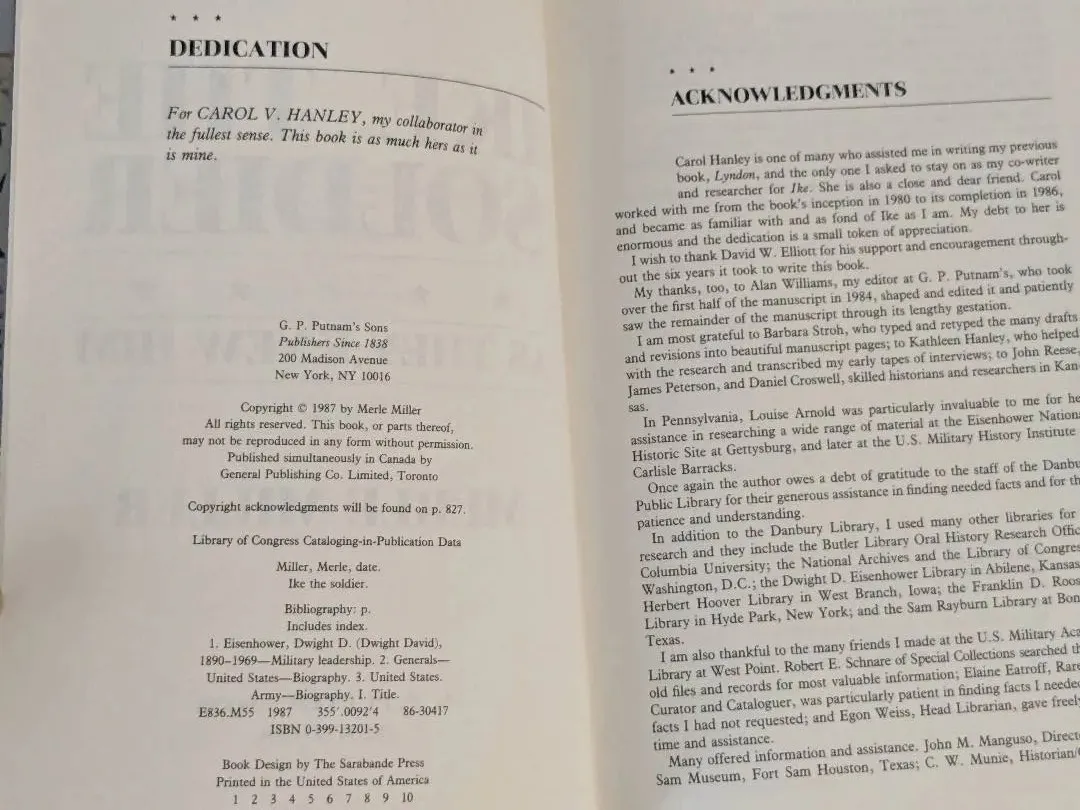 * * *
DEDICATION
For CAROL V. HANLEY, my collaborator in
the fullest sense. This book is as much hers as it
is mine.
G. P. Putnam's Sons
Publishers Since 1838
200 Madison Avenue
New York, NY 10016
Copyright © 1987 by Merle Miller
All rights reserved. This book, or parts thereof,
may not be reproduced in any form without permission.
Published simultaneously in Canada by
General Publishing Co. Limited, Toronto
Copyright acknowledgments will be found on p. 827.
Library of Congress Cataloging-in-Publication Data
Miller, Merle, date.
Ike the soldier.
Bibliography: p.
Includes index.
1. Eisenhower, Dwight D. (Dwight David),
1890–1969—Military leadership. 2. Generals—
United States—Biography. 3. United States.
Army—Biography. I. Title.
E836.M55 1987 355'.0092'4 86-30417
ISBN 0-399-13201-5
Book Design by The Sarabande Press
Printed in the United States of America
1 2 3 4 5 6 7 8 9 10
* * *
ACKNOWLEDGMENTS
Carol Hanley is one of many who assisted me in writing my previous
book, Lyndon, and the only one I asked to stay on as my co-writer
and researcher for Ike. She is also a close and dear friend. Carol
worked with me from the book's inception in 1980 to its completion in 1986,
and became as familiar with and as fond of Ike as I am. My debt to her is
enormous and the dedication is a small token of appreciation.
I wish to thank David W. Elliott for his support and encouragement through-
out the six years it took to write this book.
My thanks, too, to Alan Williams, my editor at G. P. Putnam's, who took
over the first half of the manuscript in 1984, shaped and edited it and patiently
saw the remainder of the manuscript through its lengthy gestation.
I am most grateful to Barbara Stroh, who typed and retyped the many drafts
and revisions into beautiful manuscript pages; to Kathleen Hanley, who helped
with the research and transcribed my early tapes of interviews; to John Reese,
James Peterson, and Daniel Croswell, skilled historians and researchers in Kan-
sas.
In Pennsylvania, Louise Arnold was particularly invaluable to me for he
assistance in researching a wide range of material at the Eisenhower Nationa
Historic Site at Gettysburg, and later at the U.S. Military History Institute
Carlisle Barracks.
Once again the author owes a debt of gratitude to the staff of the Danbu
Public Library for their generous assistance in finding needed facts and for th
patience and understanding.
In addition to the Danbury Library, I used many other libraries for
research and they include the Butler Library Oral History Research Offic
Columbia University; the National Archives and the Library of Congres
Washington, D.C.; the Dwight D. Eisenhower Library in Abilene, Kansas
Herbert Hoover Library in West Branch, Iowa; the Franklin D. Roos
Library in Hyde Park, New York; and the Sam Rayburn Library at Bon
Texas.
I am also thankful to the many friends I made at the U.S. Military Aca
Library at West Point. Robert E. Schnare of Special Collections searched th
old files and records for most valuable information; Elaine Eatroff, Rare
Curator and Cataloguer, was particularly patient in finding facts I neede
facts I had not requested; and Egon Weiss, Head Librarian, gave freely
time and assistance.
Many offered information and assistance. John M. Manguso, Direct
Sam Museum, Fort Sam Houston, Texas; C. W. Munie, Historian/